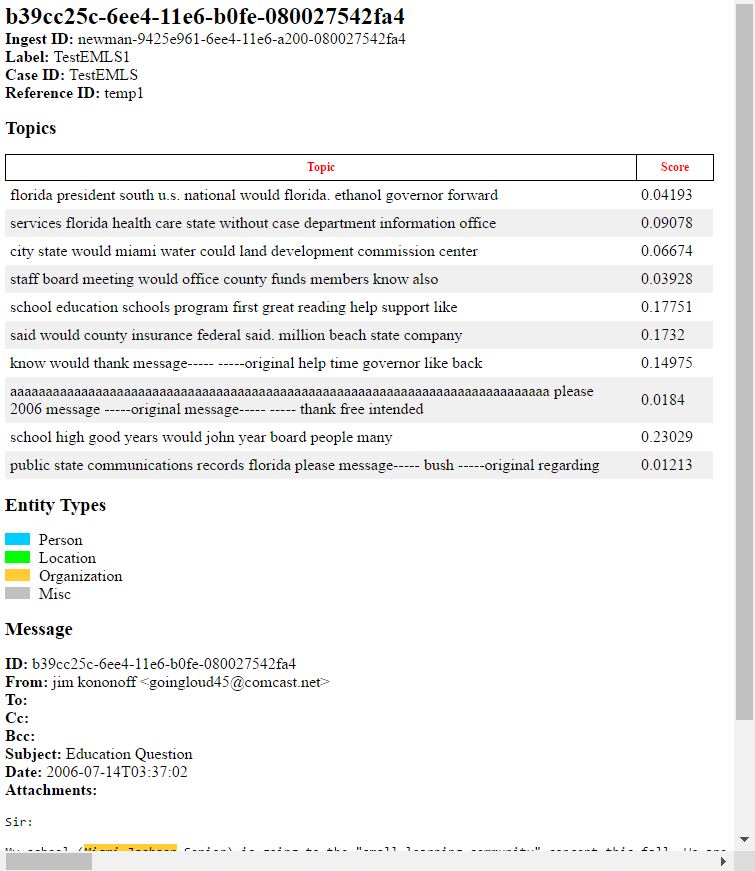 b39cc25c-6ee4-11e6-b0fe-080027542fa4
Ingest ID: newman-9425e961-6ee4-11e6-a200-080027542fa4
Label: TestEMLS1
Case ID: TestEMLS
Reference ID: temp1
Topics
Topic Score
florida president south u.s. national would florida. ethanol governor forward 0.04193
services florida health care state without case department information office 0.09078
city state would miami water could land development commission center 0.06674
staff board meeting would office county funds members know also 0.03928
school education schools program first great reading help support like 0.17751
said would county insurance federal said. million beach state company 0.1732
know would thank message----- -----original help time governor like back 0.14975
aaaaaaaaaaaaaaaaaaaaaaaaaaaaaaaaaaaaaaaaaaaaaaaaaaaaaaaaaaaaaaaaaaaaaaaaaaaa please
2006 message -----original message----- ----- thank free intended 0.0184
school high good years would john year board people many 0.23029
public state communications records florida please message----- bush -----original regarding 0.01213
Entity Types
Person
Location
Organization
Misc
Message
ID: b39cc25c-6ee4-11e6-b0fe-080027542fa4
From: jim kononoff <goingloud45@comcast.net>
To:
Cc:
Bcc:
Subject: Education Question
Date: 2006-07-14T03:37:02
Attachments:
Sir:
My school (Miami Jackson Senior) is going to the "small learning community" concept this fall. We are